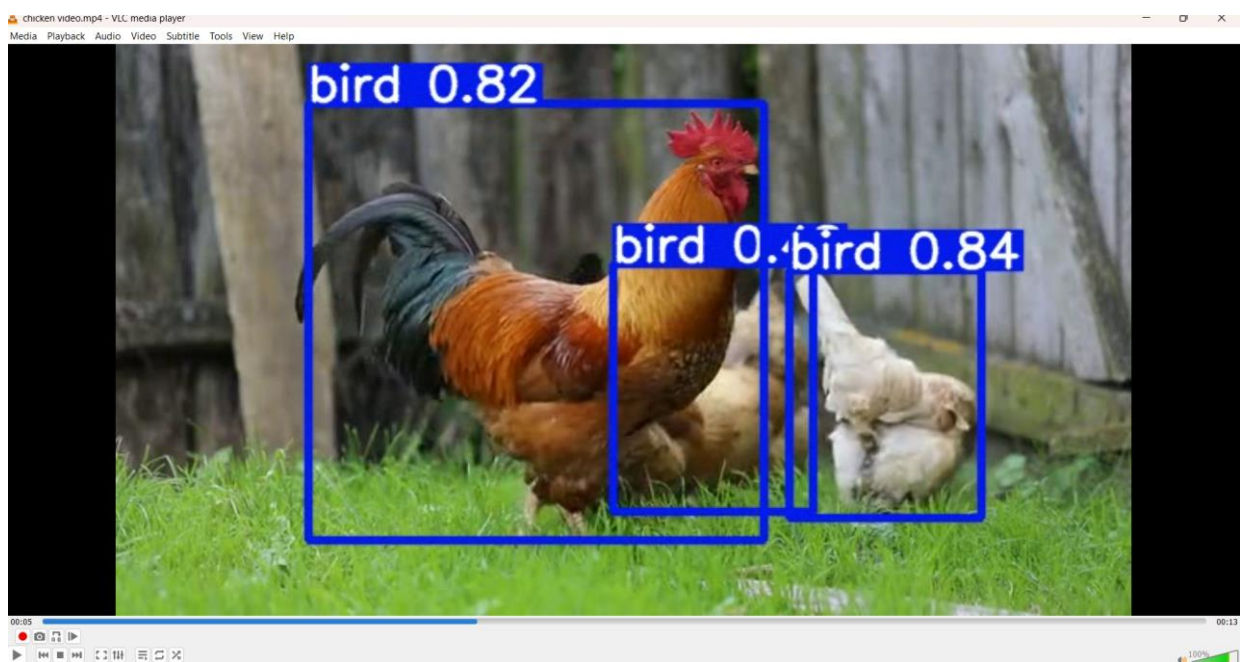 chicken video.mp4 - VLC media player
Media Playback Audio Video Subtitle Tools View Help
bird 0.82
bird 0.
bird 0.84
00:05
00:13
100%